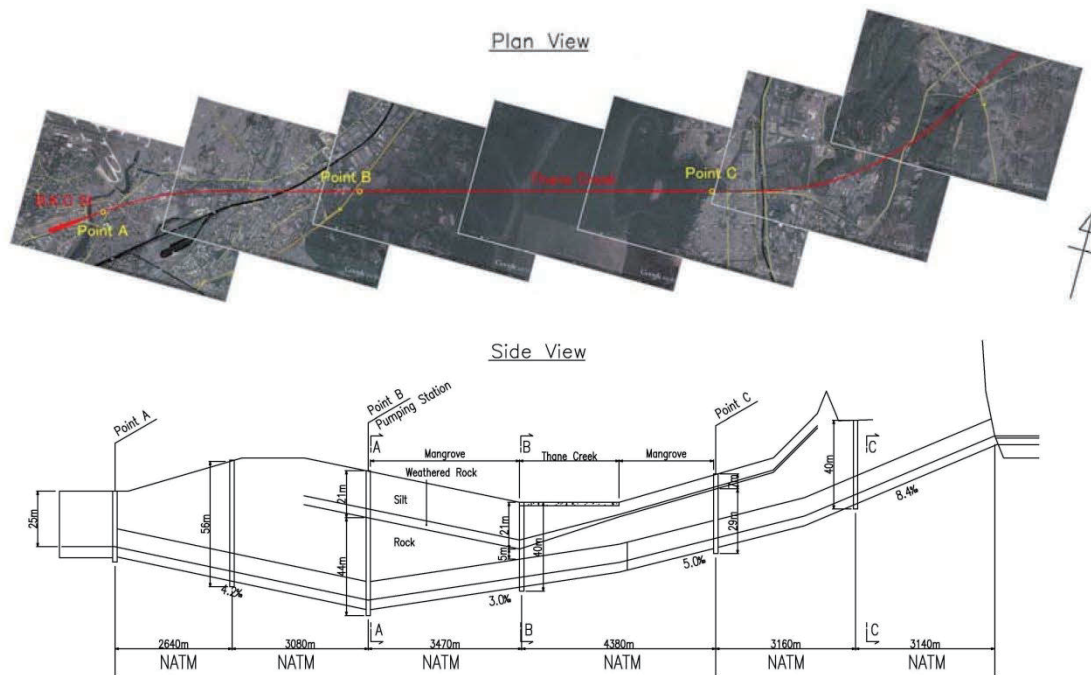 Plan View
B.K.C St
Point A
Point B
Thane Creek
Point C
Side View
Point A
Point B
Pumping Station
Point C
A
B
C
Mangrove
Thane Creek
Mangrove
Weathered Rock
Silt
Rock
25m
56m
21m
44m
21m
5m
40m
7m
29m
40m
4.2‰
3.0‰
5.0‰
8.4‰
A
B
C
2640m
3080m
3470m
4380m
3160m
3140m
NATM
NATM
NATM
NATM
NATM
NATM